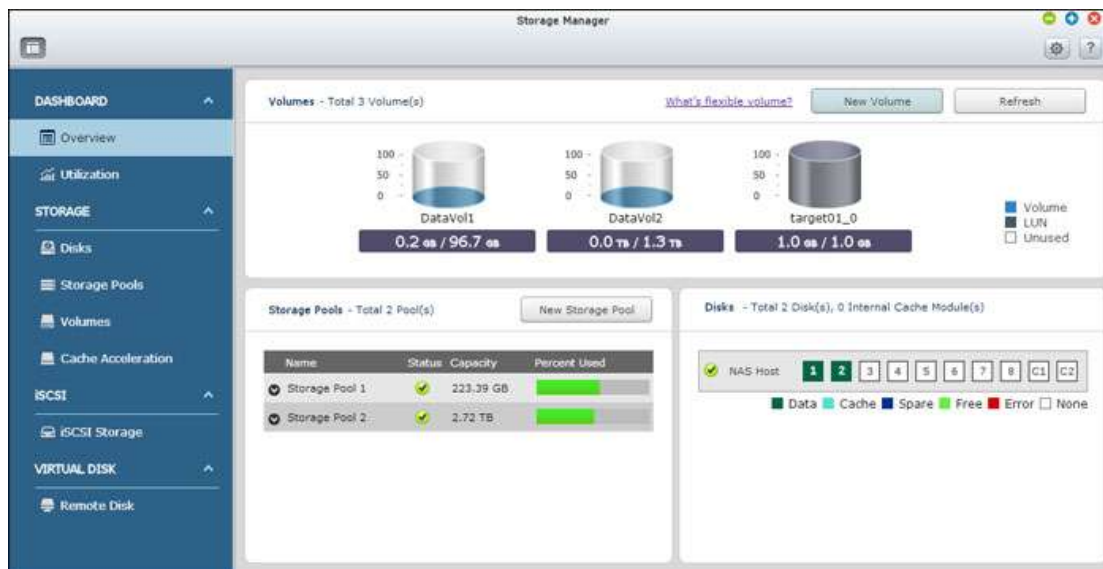 Storage Manager
?
DASHBOARD
Overview
Utilization
STORAGE
Disks
Storage Pools
Volumes
Cache Acceleration
iSCSI
iSCSI Storage
VIRTUAL DISK
Remote Disk
Volumes - Total 3 Volume(s)
What's flexible volume?
New Volume
Refresh
100
50
0
DataVol1
0.2 GB / 96.7 GB
100
50
0
DataVol2
0.0 TB / 1.3 TB
100
50
0
target01_0
1.0 GB / 1.0 GB
Volume
LUN
Unused
Storage Pools - Total 2 Pool(s)
New Storage Pool
Name Status Capacity Percent Used
Storage Pool 1 223.39 GB
Storage Pool 2 2.72 TB
Disks - Total 2 Disk(s), 0 Internal Cache Module(s)
NAS Host 1 2 3 4 5 6 7 8 C1 C2
Data Cache Spare Free Error None